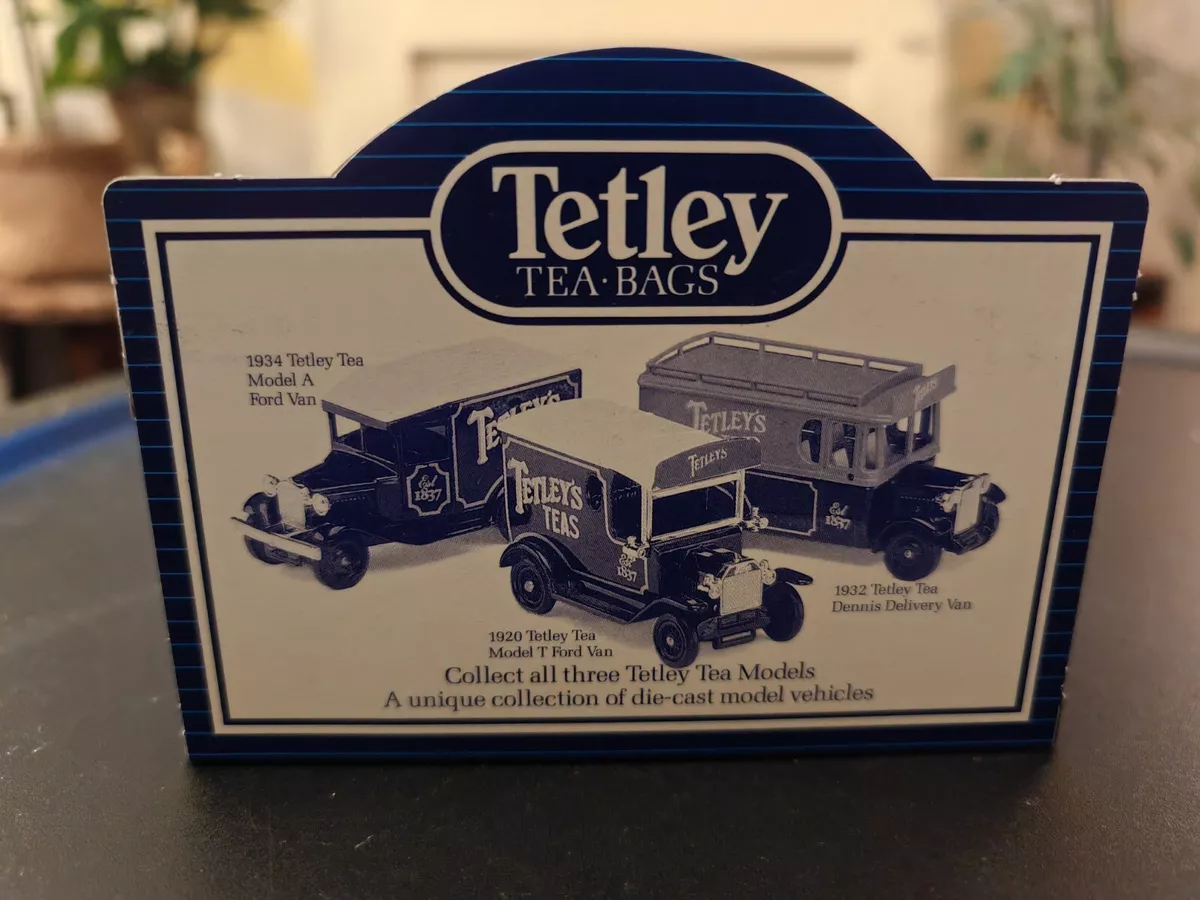 Tetley
TEA·BAGS
1934 Tetley Tea
Model A
Ford Van
TETLEY'S
Est
1837
TETLEY'S
TEAS
TETLEY'S
Est
1837
TETLEY'S
TETLEY'S
Est
1837
1932 Tetley Tea
Dennis Delivery Van
1920 Tetley Tea
Model T Ford Van
Collect all three Tetley Tea Models
A unique collection of die-cast model vehicles